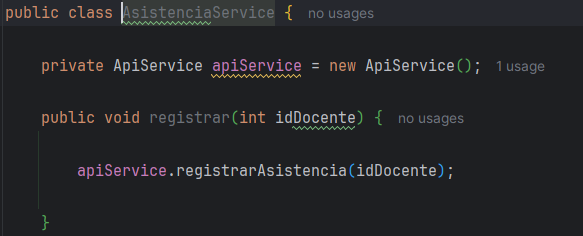 public class AsistenciaService { no usages
private ApiService apiService = new ApiService(); 1 usage
public void registrar(int idDocente) { no usages
apiService.registrarAsistencia(idDocente);
}